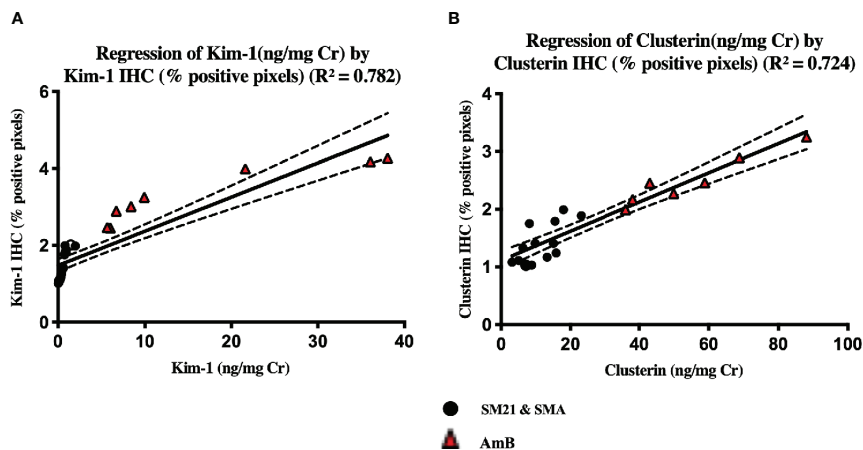 A
Regression of Kim-1(ng/mg Cr) by
Kim-1 IHC (% positive pixels) (R² = 0.782)
Kim-1 IHC (% positive pixels)
6
4
2
0
0
10
20
30
40
Kim-1 (ng/mg Cr)
B
Regression of Clusterin(ng/mg Cr) by
Clusterin IHC (% positive pixels) (R² = 0.724)
Clusterin IHC (% positive pixels)
4
3
2
1
0
0
20
40
60
80
100
Clusterin (ng/mg Cr)
SM21 & SMA
AmB